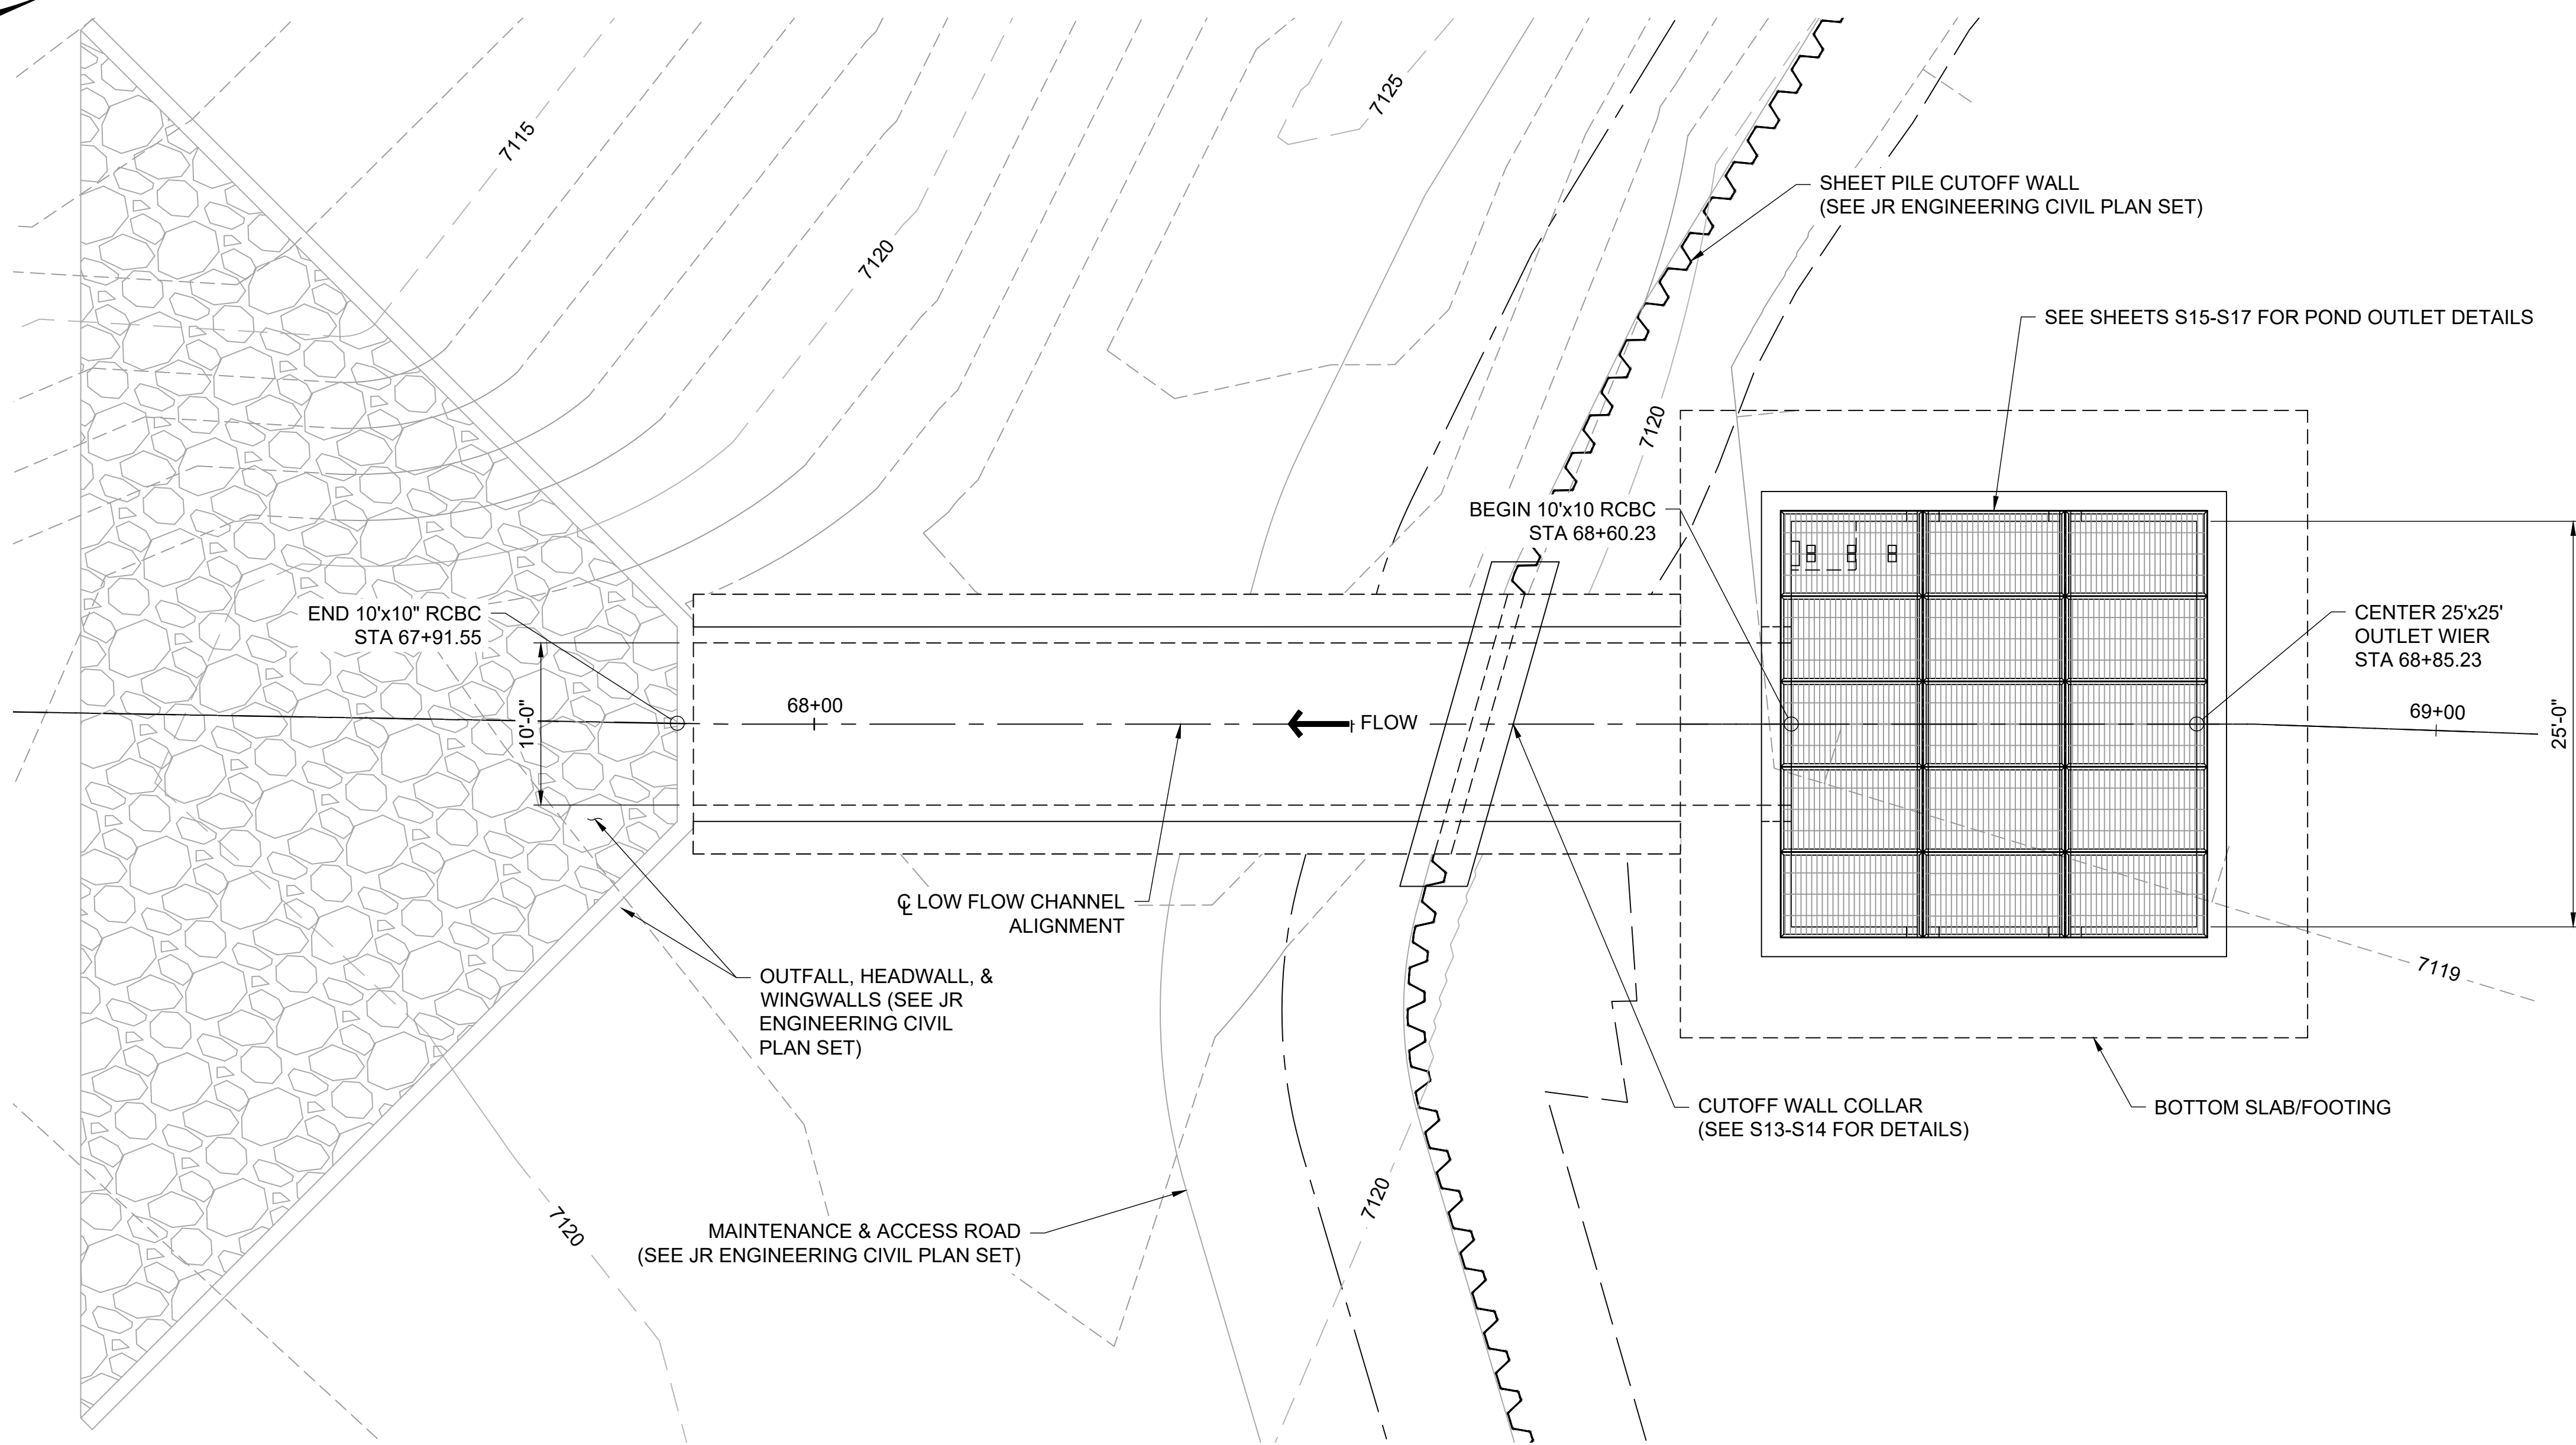 7125
7115
SHEET PILE CUTOFF WALL
(SEE JR ENGINEERING CIVIL PLAN SET)
7120
SEE SHEETS S15-S17 FOR POND OUTLET DETAILS
7120
BEGIN 10'x10 RCBC
STA 68+60.23
END 10'x10" RCBC
STA 67+91.55
CENTER 25'x25'
OUTLET WIER
STA 68+85.23
10'-0"
68+00
FLOW
69+00
25'-0"
℄ LOW FLOW CHANNEL
ALIGNMENT
OUTFALL, HEADWALL, &
WINGWALLS (SEE JR
ENGINEERING CIVIL
PLAN SET)
7119
CUTOFF WALL COLLAR
(SEE S13-S14 FOR DETAILS)
BOTTOM SLAB/FOOTING
7120
7120
MAINTENANCE & ACCESS ROAD
(SEE JR ENGINEERING CIVIL PLAN SET)